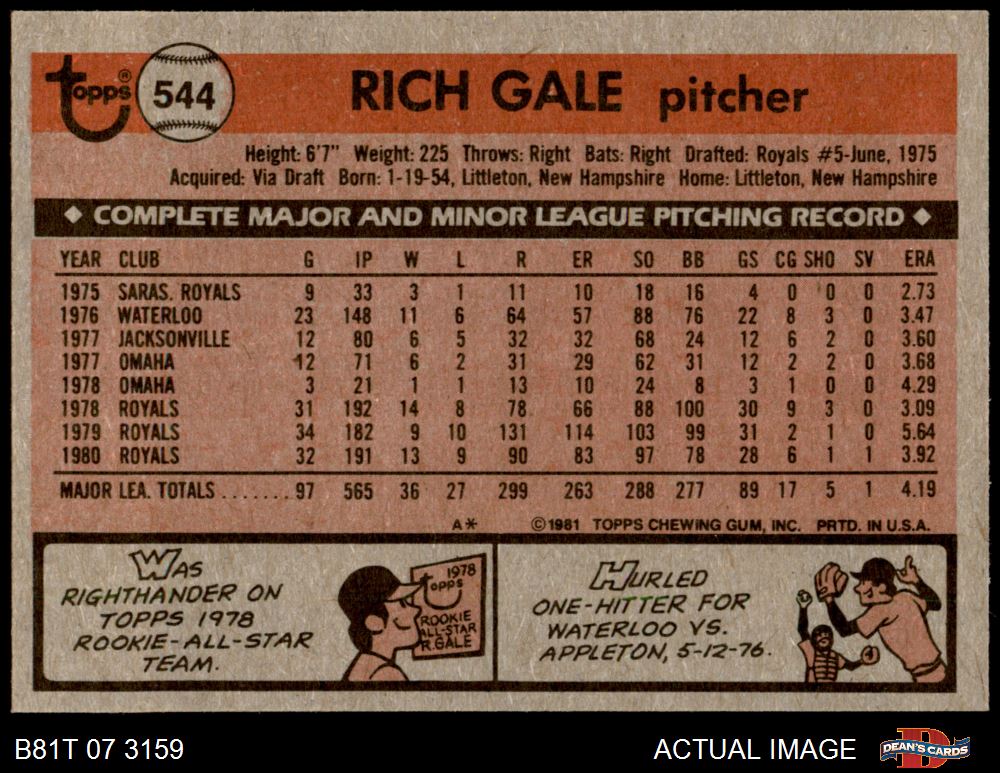 topps® 544 RICH GALE pitcher
Height: 6'7" Weight: 225 Throws: Right Bats: Right Drafted: Royals #5-June, 1975
Acquired: Via Draft Born: 1-19-54, Littleton, New Hampshire Home: Littleton, New Hampshire
◆ COMPLETE MAJOR AND MINOR LEAGUE PITCHING RECORD ◆
YEAR CLUB G IP W L R ER SO BB GS CG SHO SV ERA
1975 SARAS. ROYALS 9 33 3 1 11 10 18 16 4 0 0 0 2.73
1976 WATERLOO 23 148 11 6 64 57 88 76 22 8 3 0 3.47
1977 JACKSONVILLE 12 80 6 5 32 32 68 24 12 6 2 0 3.60
1977 OMAHA 12 71 6 2 31 29 62 31 12 2 2 0 3.68
1978 OMAHA 3 21 1 1 13 10 24 8 3 1 0 0 4.29
1978 ROYALS 31 192 14 8 78 66 88 100 30 9 3 0 3.09
1979 ROYALS 34 182 9 10 131 114 103 99 31 2 1 0 5.64
1980 ROYALS 32 191 13 9 90 83 97 78 28 6 1 1 3.92
MAJOR LEA. TOTALS ....... 97 565 36 27 299 263 288 277 89 17 5 1 4.19
A* ©1981 TOPPS CHEWING GUM, INC. PRTD. IN U.S.A.
WAS
RIGHTHANDER ON
TOPPS 1978
ROOKIE-ALL-STAR
TEAM.
1978
topps
ROOKIE
ALL-STAR
R.GALE
HURLED
ONE-HITTER FOR
WATERLOO VS.
APPLETON, 5-12-76.
B81T 07 3159 ACTUAL IMAGE DEAN'S CARDS